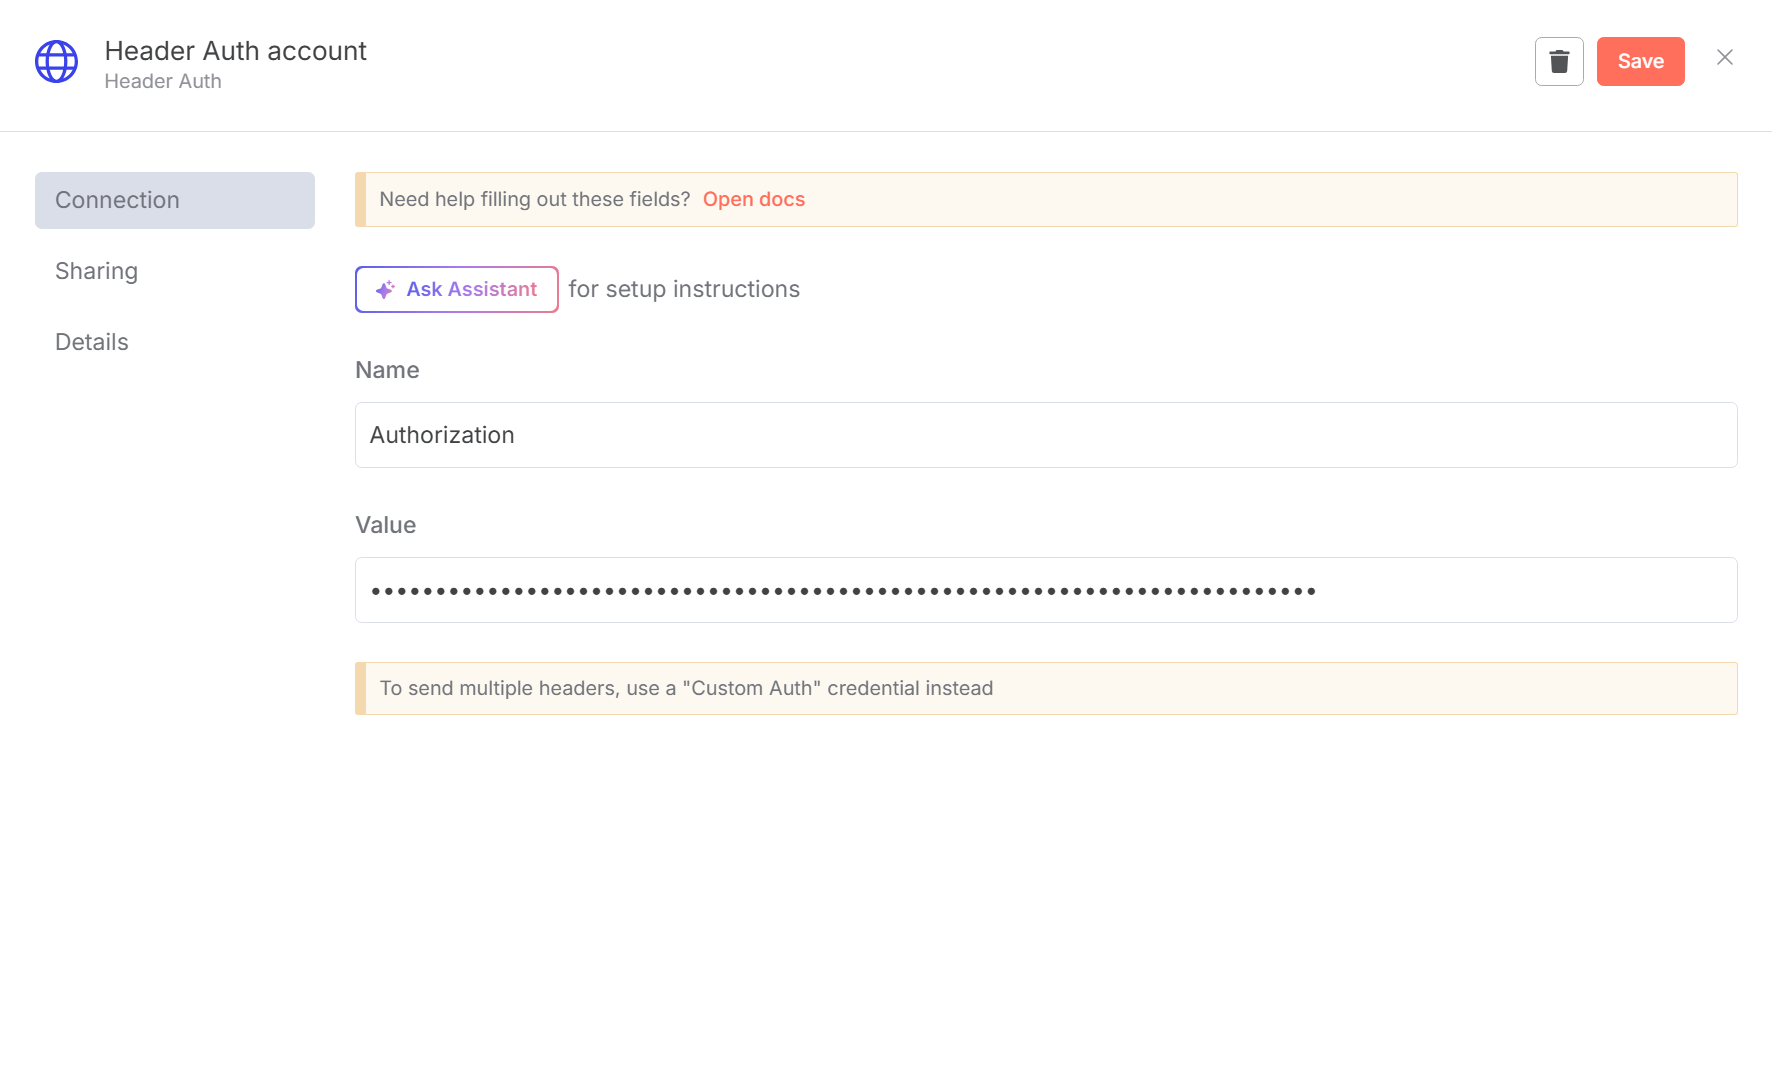 Header Auth account
Header Auth
Save
Connection
Sharing
Details
Need help filling out these fields? Open docs
Ask Assistant for setup instructions
Name
Authorization
Value
•••••••••••••••••••••••••••••••••••••••••••••••••••••••••••••••••••••••••
To send multiple headers, use a "Custom Auth" credential instead